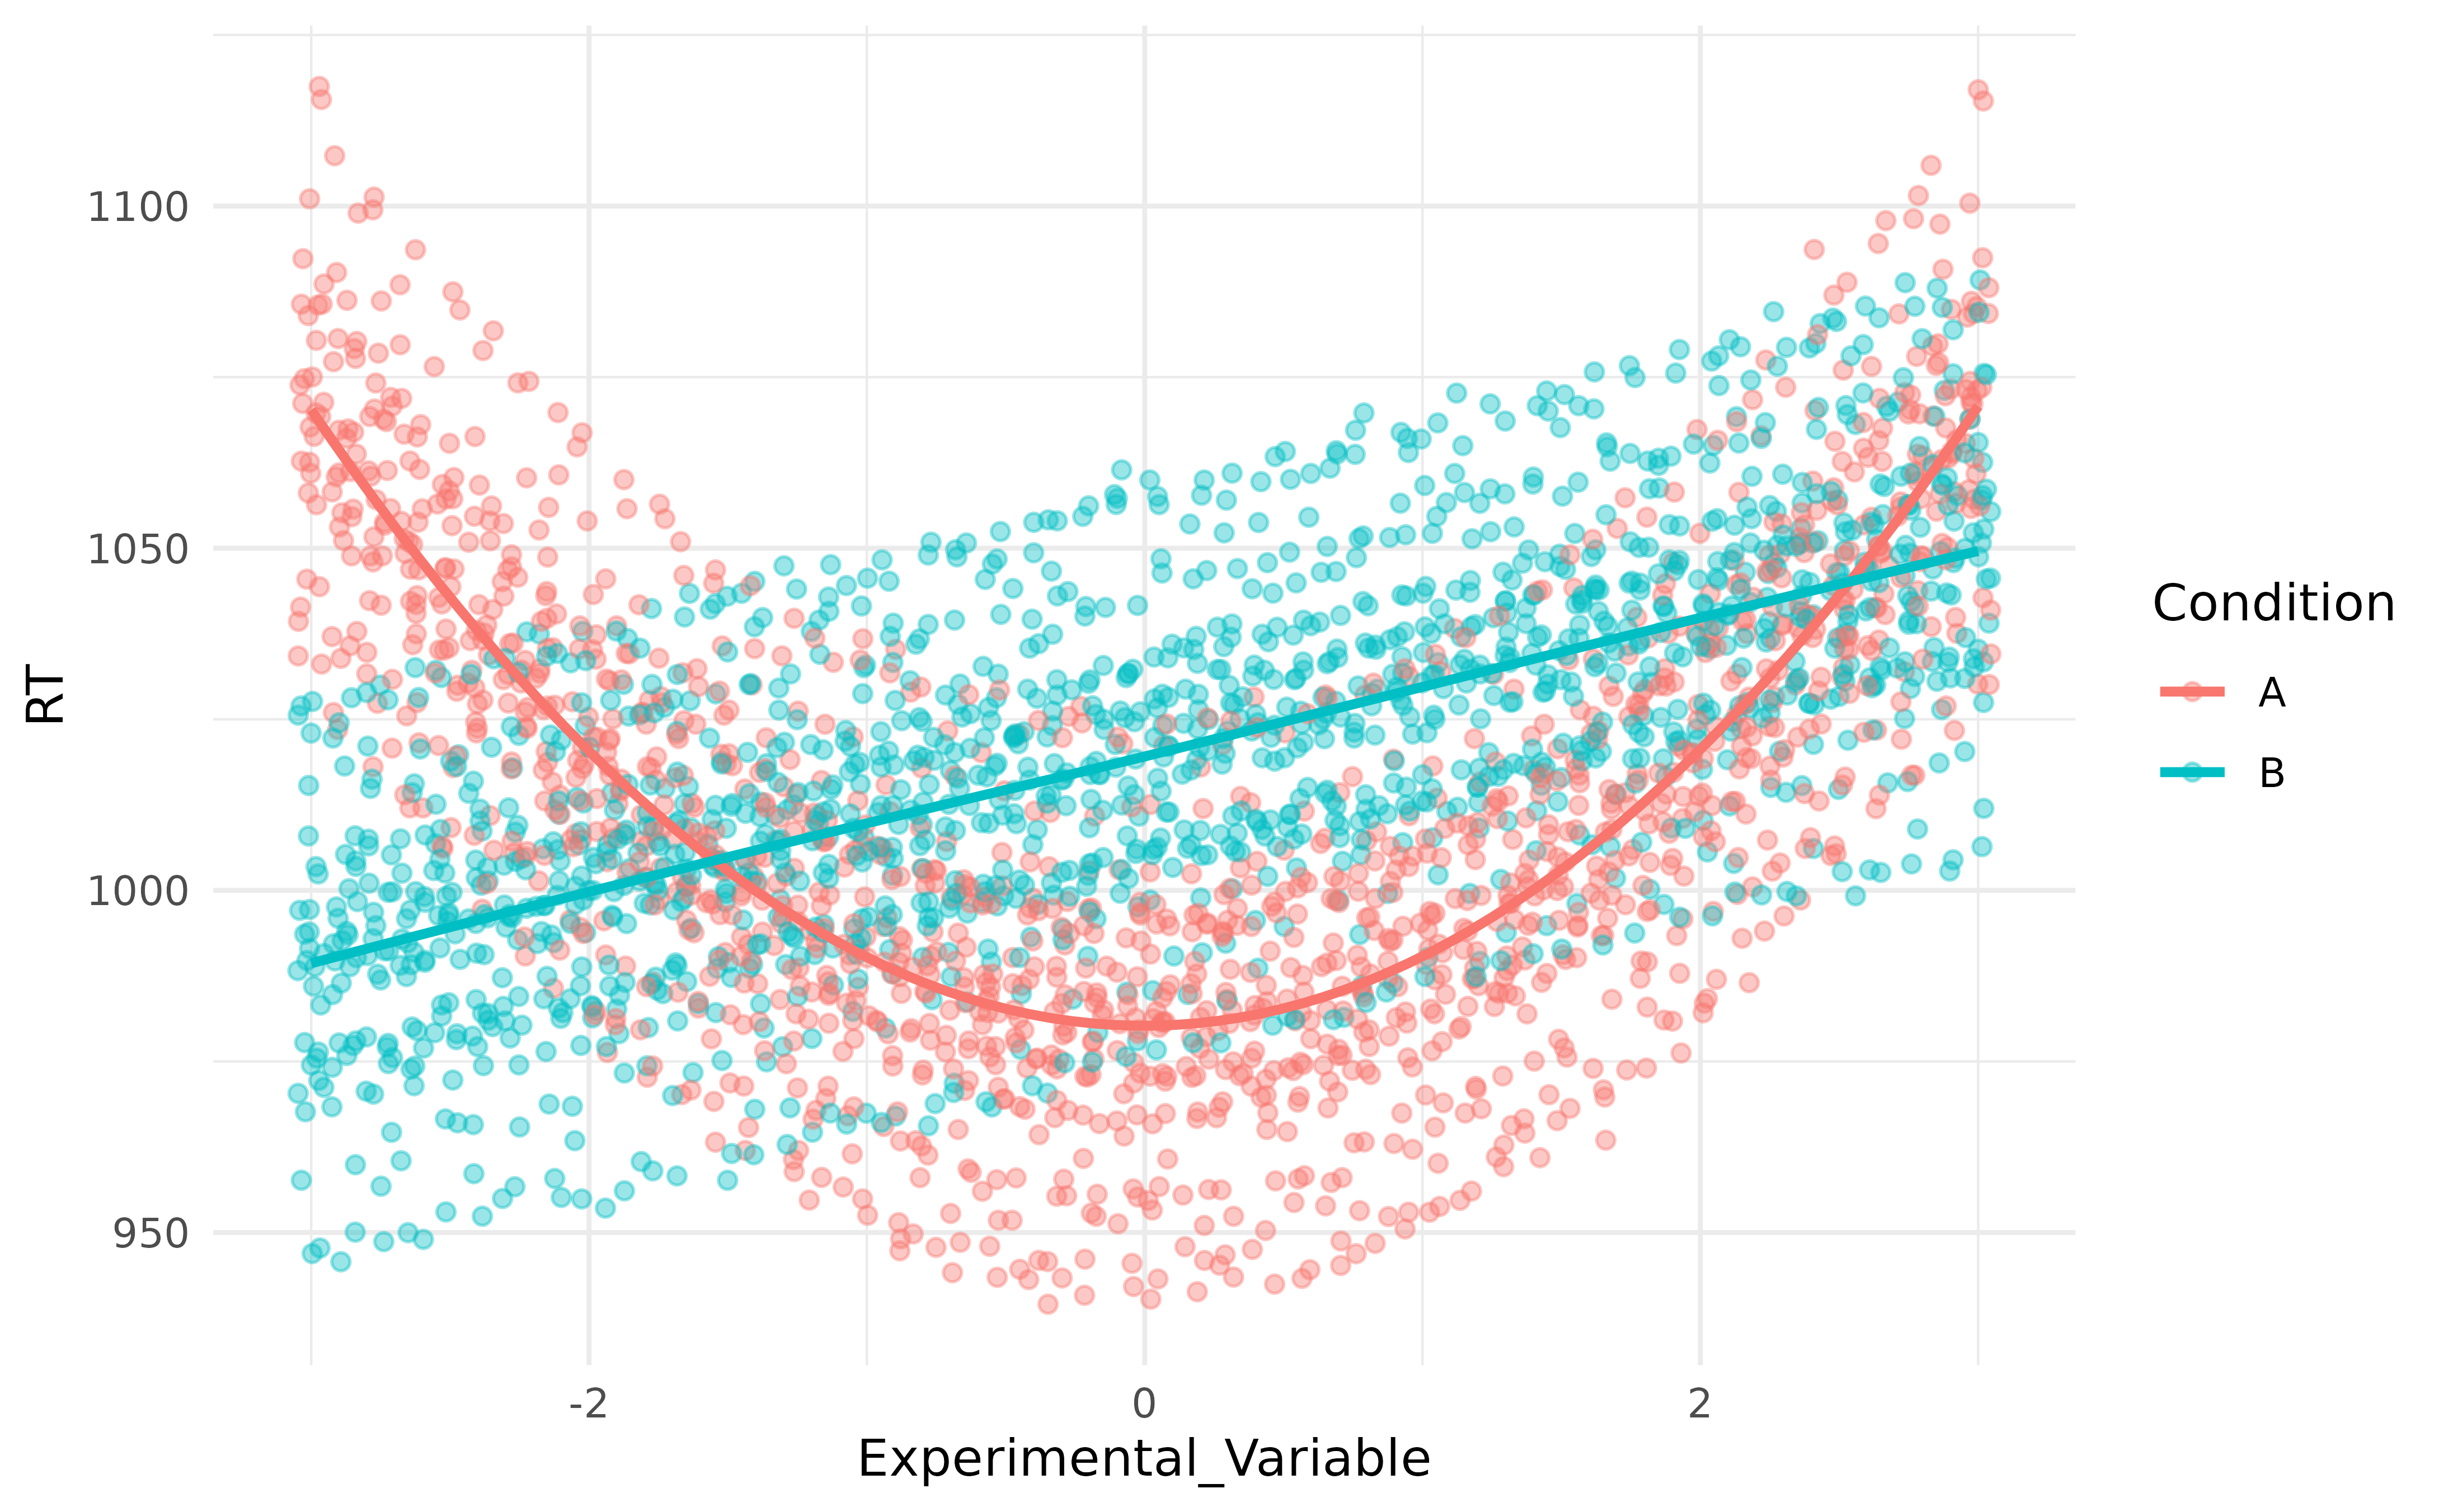 1100
1050
1000
950
RT
-2
0
2
Experimental_Variable
Condition
A
B